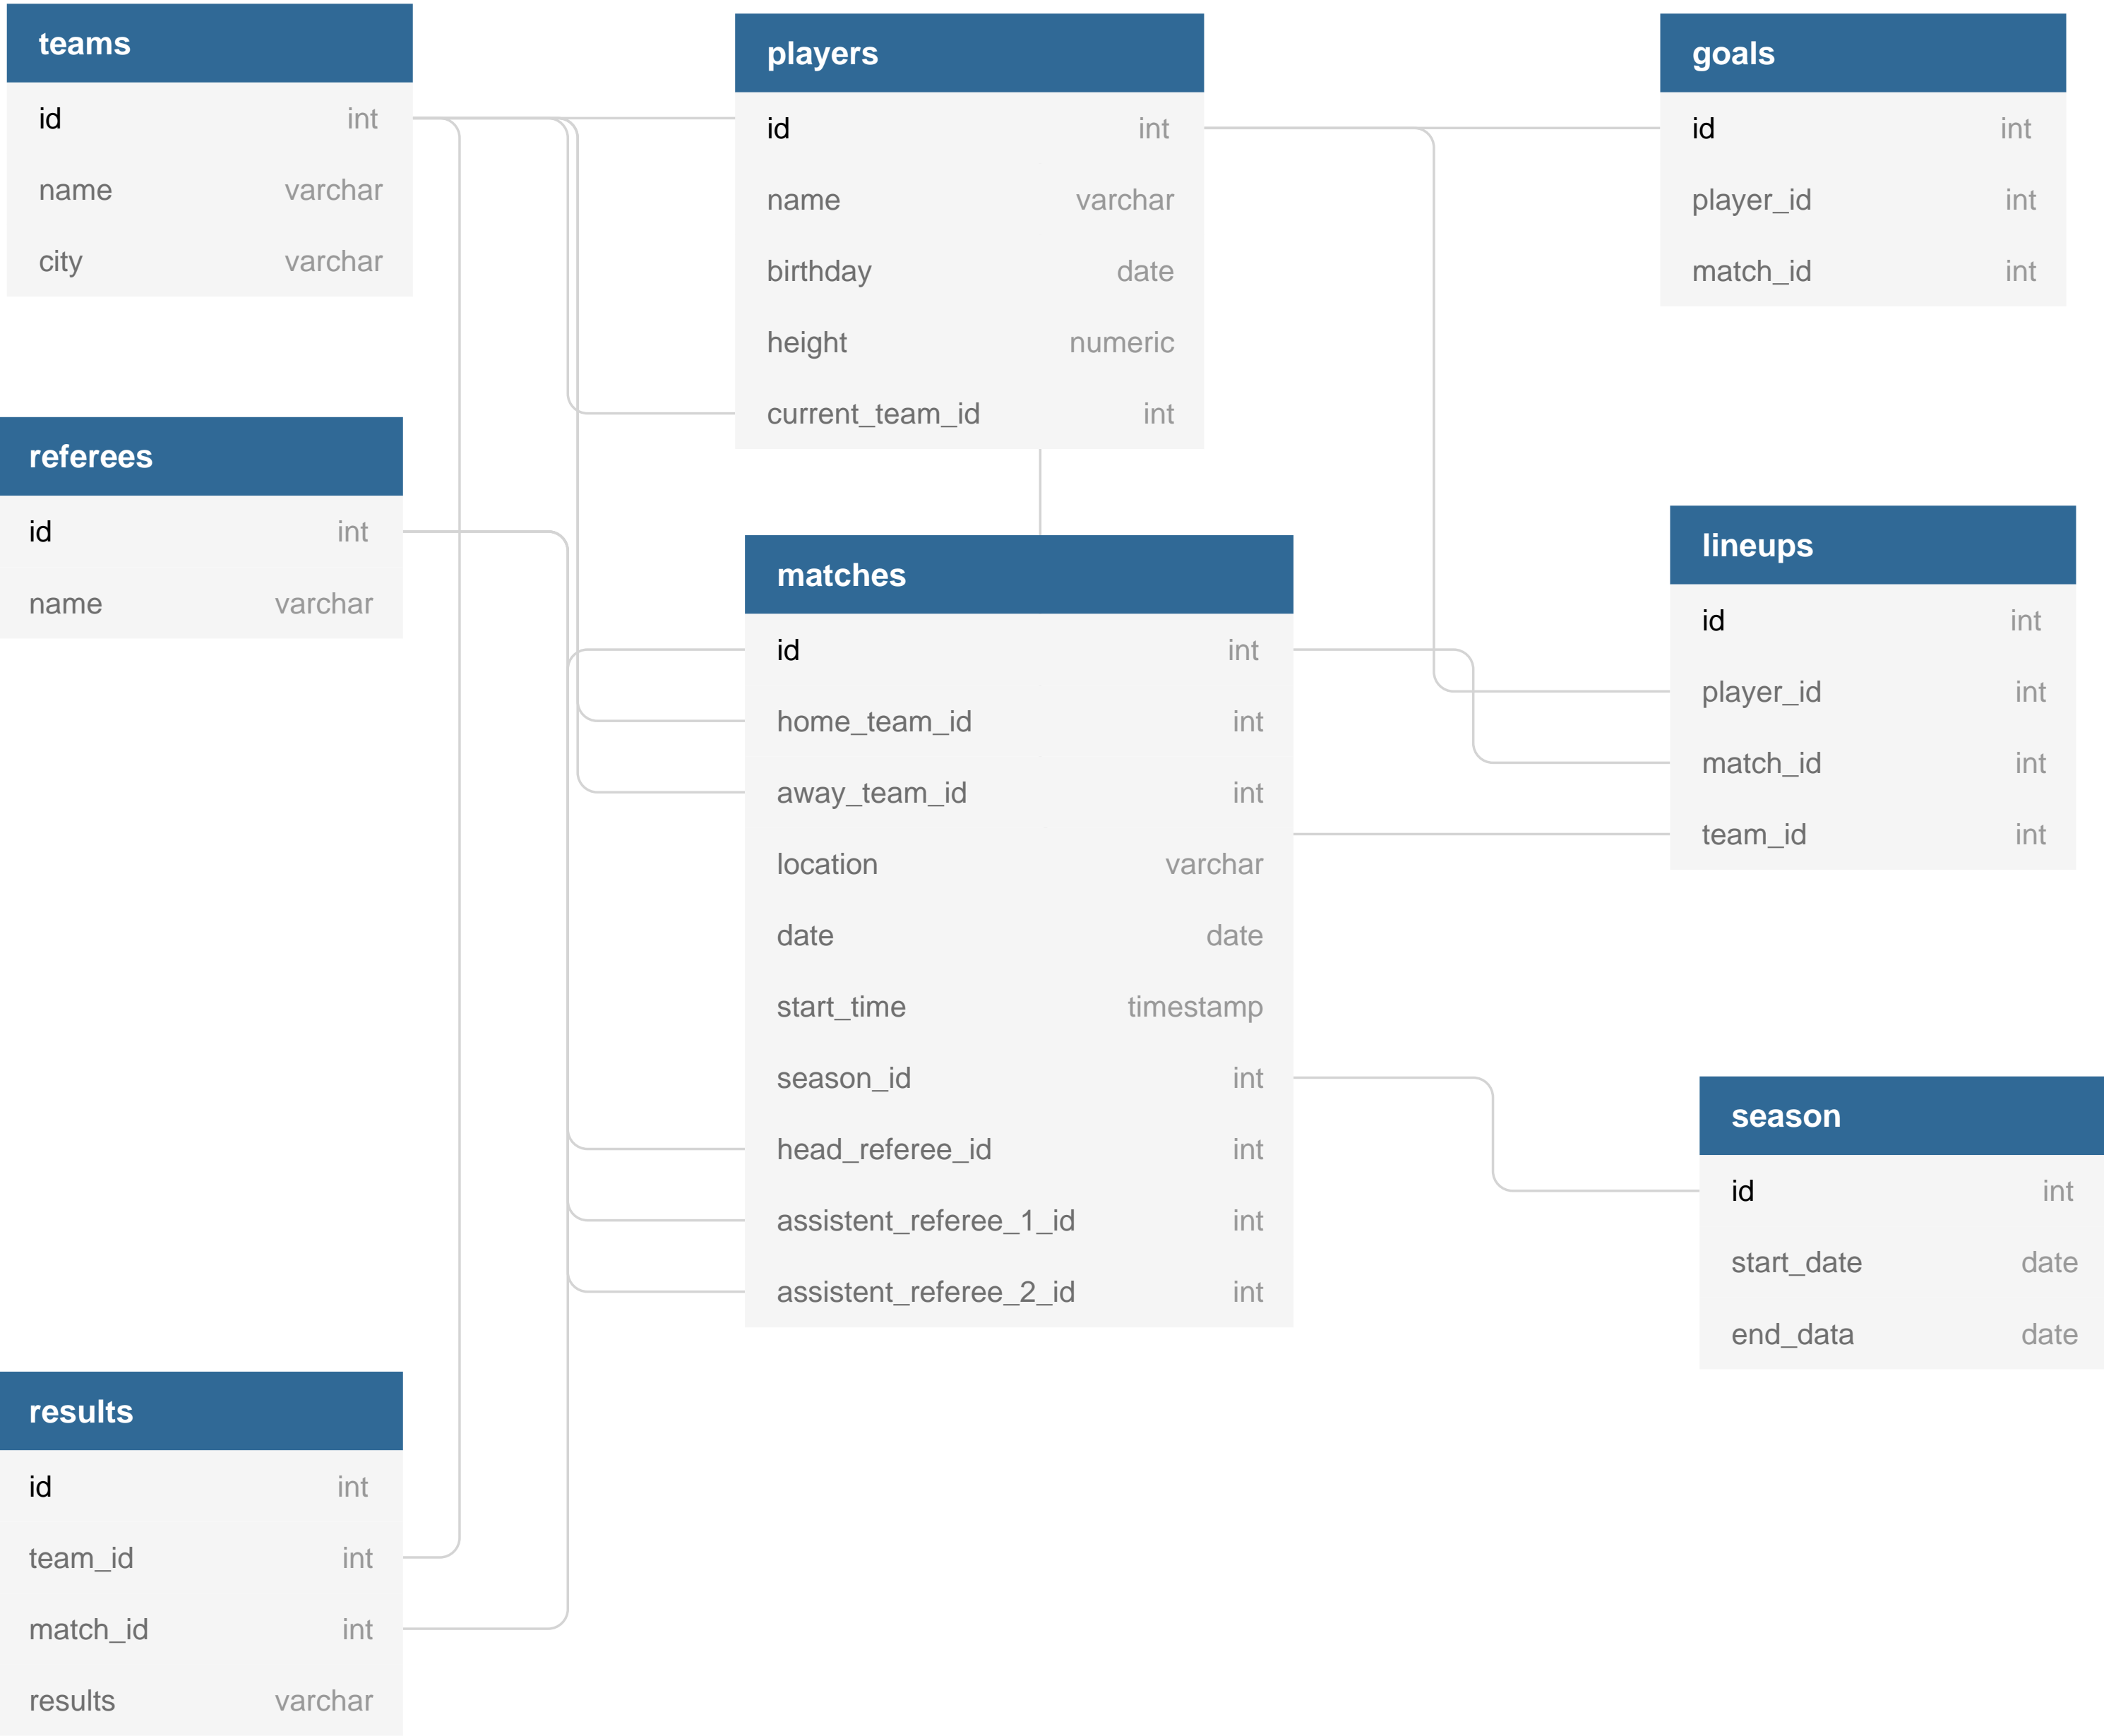 teams
id int
name varchar
city varchar
players
id int
name varchar
birthday date
height numeric
current_team_id int
goals
id int
player_id int
match_id int
referees
id int
name varchar
matches
id int
home_team_id int
away_team_id int
location varchar
date date
start_time timestamp
season_id int
head_referee_id int
assistent_referee_1_id int
assistent_referee_2_id int
lineups
id int
player_id int
match_id int
team_id int
season
id int
start_date date
end_data date
results
id int
team_id int
match_id int
results varchar